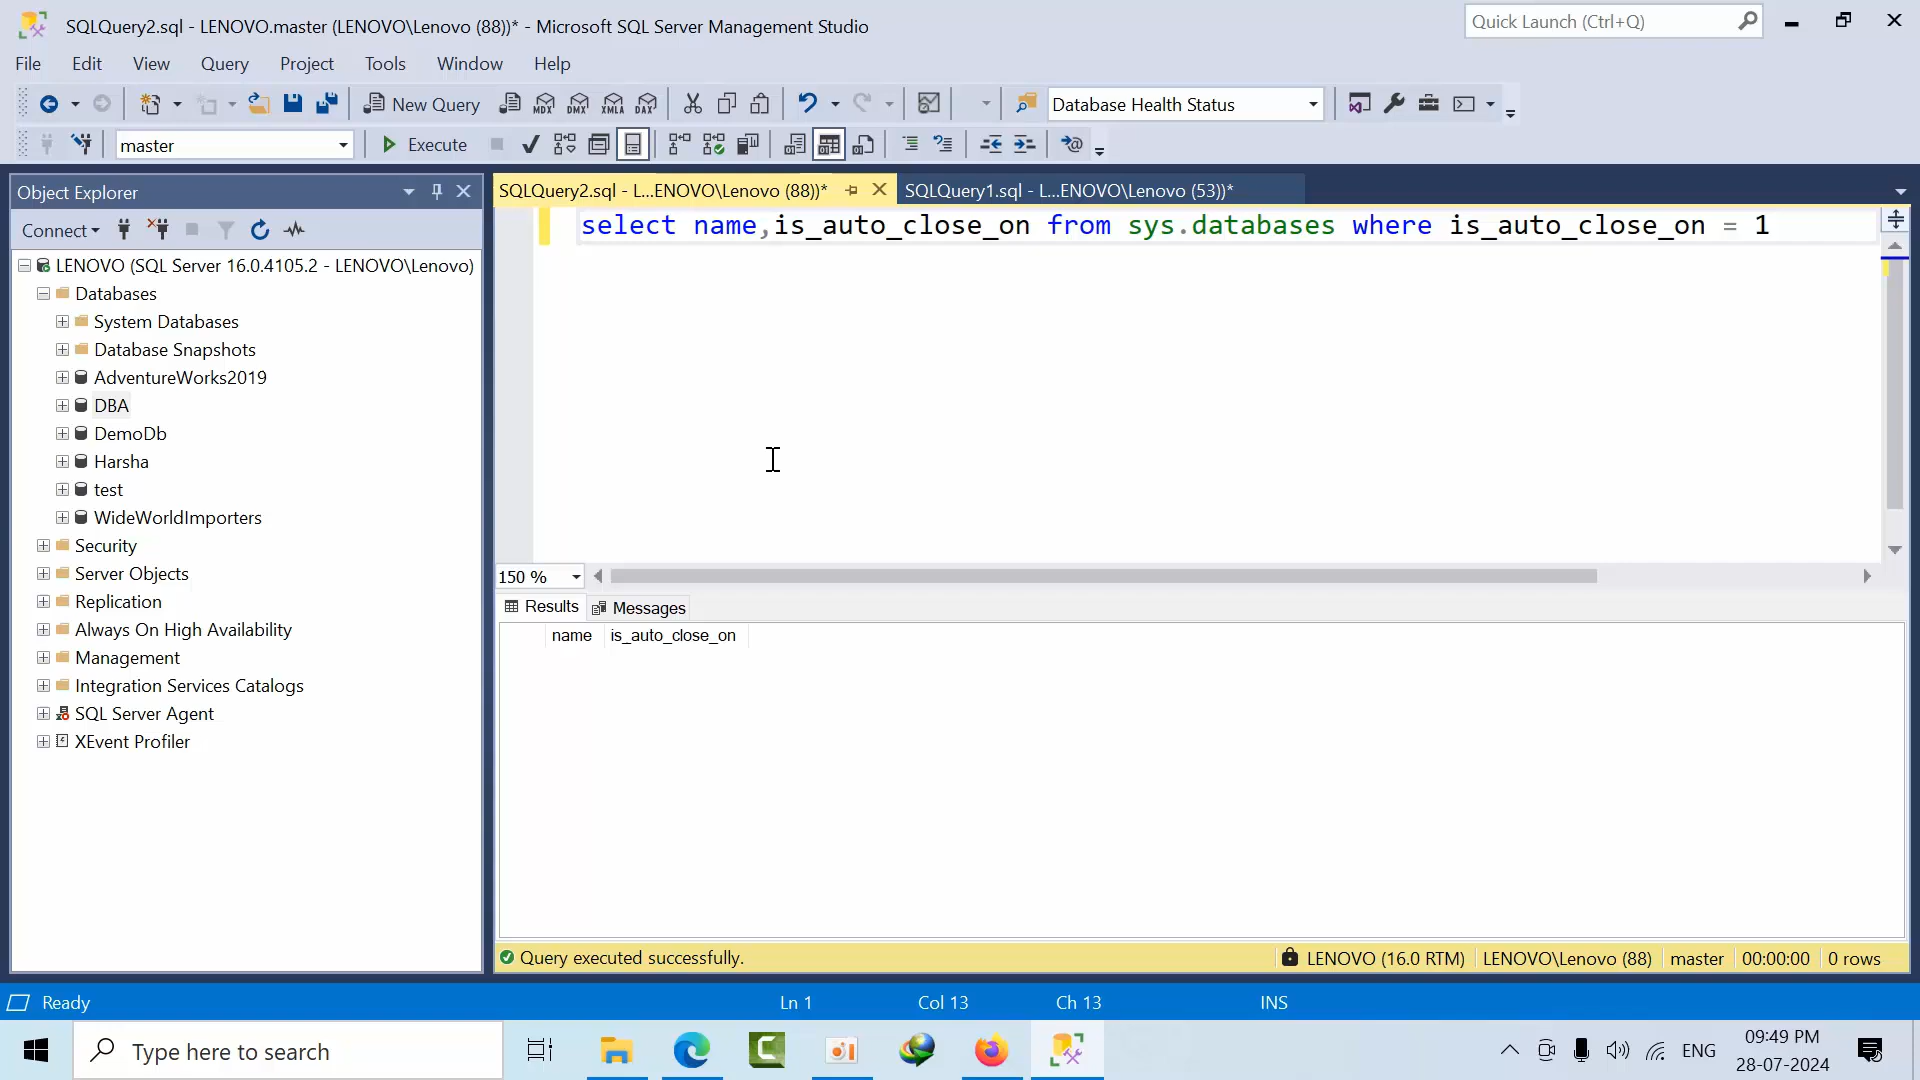 SQLQuery2.sql - LENOVO.master (LENOVO\Lenovo (88))* - Microsoft SQL Server Management Studio
Quick Launch (Ctrl+Q)
File Edit View Query Project Tools Window Help
New Query
MDX DMX XMLA DAX
Database Health Status
master
Execute
Object Explorer
SQLQuery2.sql - L...ENOVO\Lenovo (88))*
SQLQuery1.sql - L...ENOVO\Lenovo (53))*
Connect
select name,is_auto_close_on from sys.databases where is_auto_close_on = 1
LENOVO (SQL Server 16.0.4105.2 - LENOVO\Lenovo)
Databases
System Databases
Database Snapshots
AdventureWorks2019
DBA
DemoDb
Harsha
test
WideWorldImporters
Security
Server Objects
Replication
Always On High Availability
Management
Integration Services Catalogs
SQL Server Agent
XEvent Profiler
150 %
Results Messages
name is_auto_close_on
Query executed successfully.
LENOVO (16.0 RTM) LENOVO\Lenovo (88) master 00:00:00 0 rows
Ready
Ln 1 Col 13 Ch 13 INS
Type here to search
ENG
09:49 PM
28-07-2024